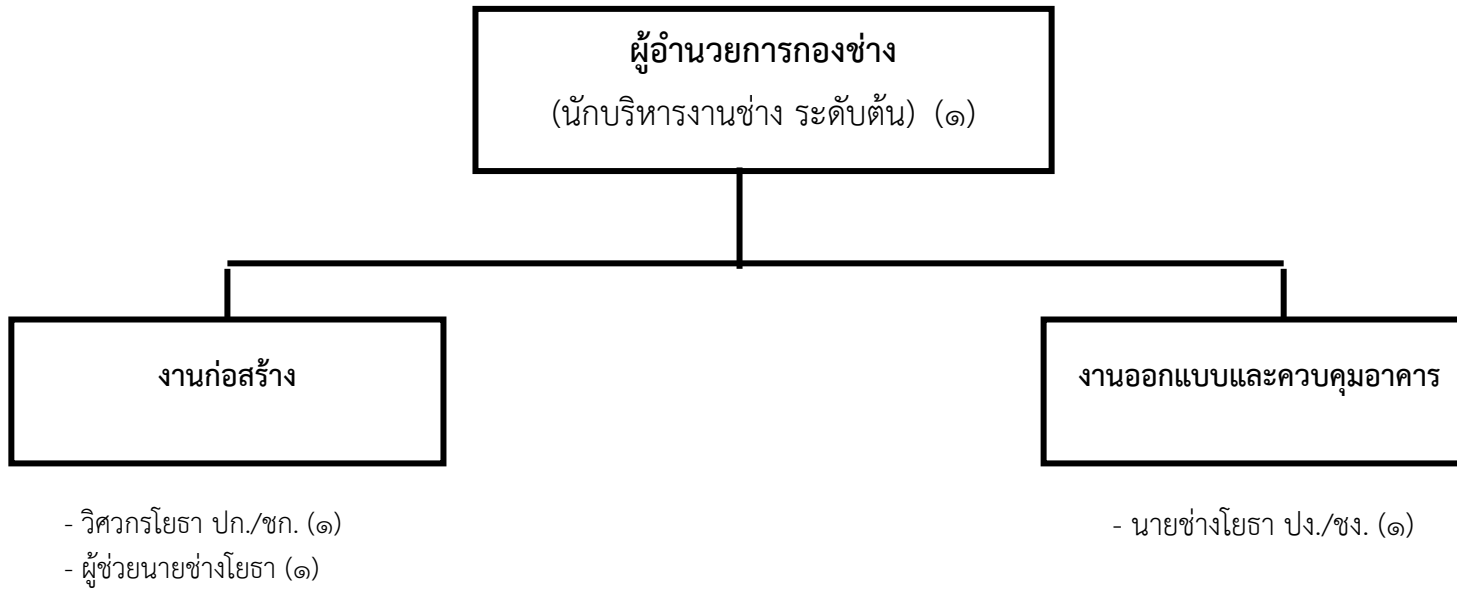 ผู้อำนวยการกองช่าง
(นักบริหารงานช่าง ระดับต้น) (๑)
งานก่อสร้าง
- วิศวกรโยธา ปก./ชก. (๑)
- ผู้ช่วยนายช่างโยธา (๑)
งานออกแบบและควบคุมอาคาร
- นายช่างโยธา ปง./ชง. (๑)